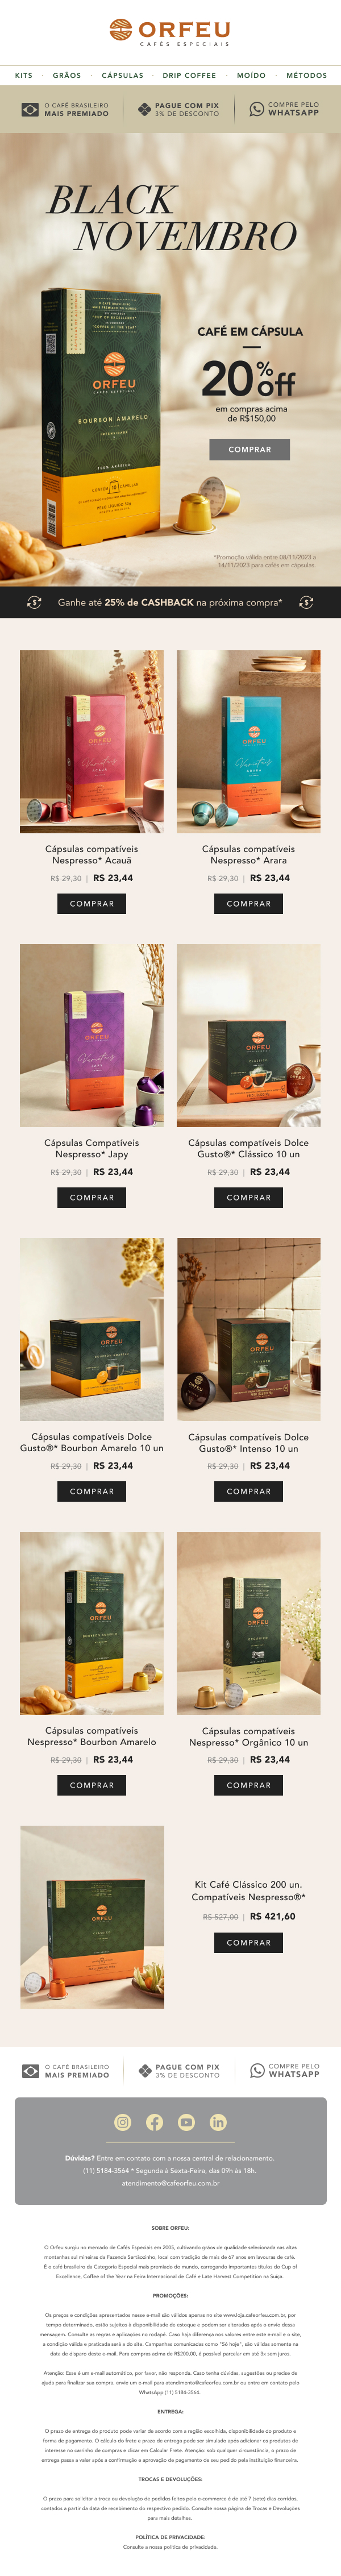 ORFEU
CAFÉS ESPECIAIS
KITS · GRÃOS · CÁPSULAS · DRIP COFFEE · MOÍDO · MÉTODOS
O CAFÉ BRASILEIRO
MAIS PREMIADO
PAGUE COM PIX
3% DE DESCONTO
COMPRE PELO
WHATSAPP
BLACK
NOVEMBRO
ORFEU
CAFÉS ESPECIAIS
BOURBON AMARELO
INTENSIDADE
100% ARÁBICA
CONTÉM 10 CÁPSULAS
CAFÉ EM CÁPSULA
20% off
em compras acima
de R$150,00
COMPRAR
*Promoção válida entre 08/11/2023 e
14/11/2023 para cafés em cápsulas.
Ganhe até 25% de CASHBACK na próxima compra*
Cápsulas compatíveis
Nespresso* Acauã
R$ 29,30 | R$ 23,44
COMPRAR
Cápsulas compatíveis
Nespresso* Arara
R$ 29,30 | R$ 23,44
COMPRAR
Cápsulas Compatíveis
Nespresso* Japy
R$ 29,30 | R$ 23,44
COMPRAR
Cápsulas compatíveis Dolce
Gusto®* Clássico 10 un
R$ 29,30 | R$ 23,44
COMPRAR
Cápsulas compatíveis Dolce
Gusto®* Bourbon Amarelo 10 un
R$ 29,30 | R$ 23,44
COMPRAR
Cápsulas compatíveis Dolce
Gusto®* Intenso 10 un
R$ 29,30 | R$ 23,44
COMPRAR
Cápsulas compatíveis
Nespresso* Bourbon Amarelo
R$ 29,30 | R$ 23,44
COMPRAR
Cápsulas compatíveis
Nespresso* Orgânico 10 un
R$ 29,30 | R$ 23,44
COMPRAR
Kit Café Clássico 200 un.
Compatíveis Nespresso®*
R$ 527,00 | R$ 421,60
COMPRAR
O CAFÉ BRASILEIRO
MAIS PREMIADO
PAGUE COM PIX
3% DE DESCONTO
COMPRE PELO
WHATSAPP
Dúvidas? Entre em contato com a nossa central de relacionamento.
(11) 5184-3564 * Segunda à Sexta-Feira, das 09h às 18h.
atendimento@cafeorfeu.com.br
SOBRE ORFEU:
O Orfeu surgiu no mercado de Cafés Especiais em 2005, cultivando grãos de qualidade selecionada nas altas
montanhas sul mineiras da Fazenda Sertãozinho, local com tradição de mais de 67 anos em lavouras de café.
E é o café brasileiro da Categoria Especial mais premiado do mundo, carregando importantes títulos do Cup of
Excellence, Coffee of the Year na Feira Internacional de Café e Late Harvest Competition na Suíça.
PROMOÇÕES:
Os preços e condições apresentados nesse e-mail são válidos apenas no site www.loja.cafeorfeu.com.br, por
tempo determinado, estão sujeitos à disponibilidade de estoque e podem ser alterados após o envio dessa
mensagem. Consulte as regras e aplicações no rodapé. Caso haja diferença nos valores entre este e-mail e o site,
a condição válida e praticada será a do site. Campanhas comunicadas como "Só hoje", são válidas somente na
data de disparo deste e-mail. Para compras acima de R$200,00, é possível parcelar em até 3x sem juros.
Atenção: Esse é um e-mail automático, por favor, não responda. Caso tenha dúvidas, sugestões ou precise de
ajuda para finalizar sua compra, envie um e-mail para atendimento@cafeorfeu.com.br ou entre em contato pelo
WhatsApp (11) 5184-3564.
ENTREGA:
O prazo de entrega do produto pode variar de acordo com a região escolhida, disponibilidade do produto e
forma de pagamento. O cálculo do frete e prazo de entrega pode ser simulado após adicionar os produtos de
interesse no carrinho de compras e clicar em Calcular Frete. Atenção: sob qualquer circunstância, o prazo de
entrega passa a valer após a confirmação e aprovação de pagamento de seu pedido pela instituição financeira.
TROCAS E DEVOLUÇÕES:
O prazo para solicitar a troca ou devolução de pedidos feitos pelo e-commerce é de até 7 (sete) dias corridos,
contados a partir da data de recebimento do respectivo pedido. Consulte nossa página de Trocas e Devoluções
para mais detalhes.
POLÍTICA DE PRIVACIDADE:
Consulte a nossa política de privacidade.